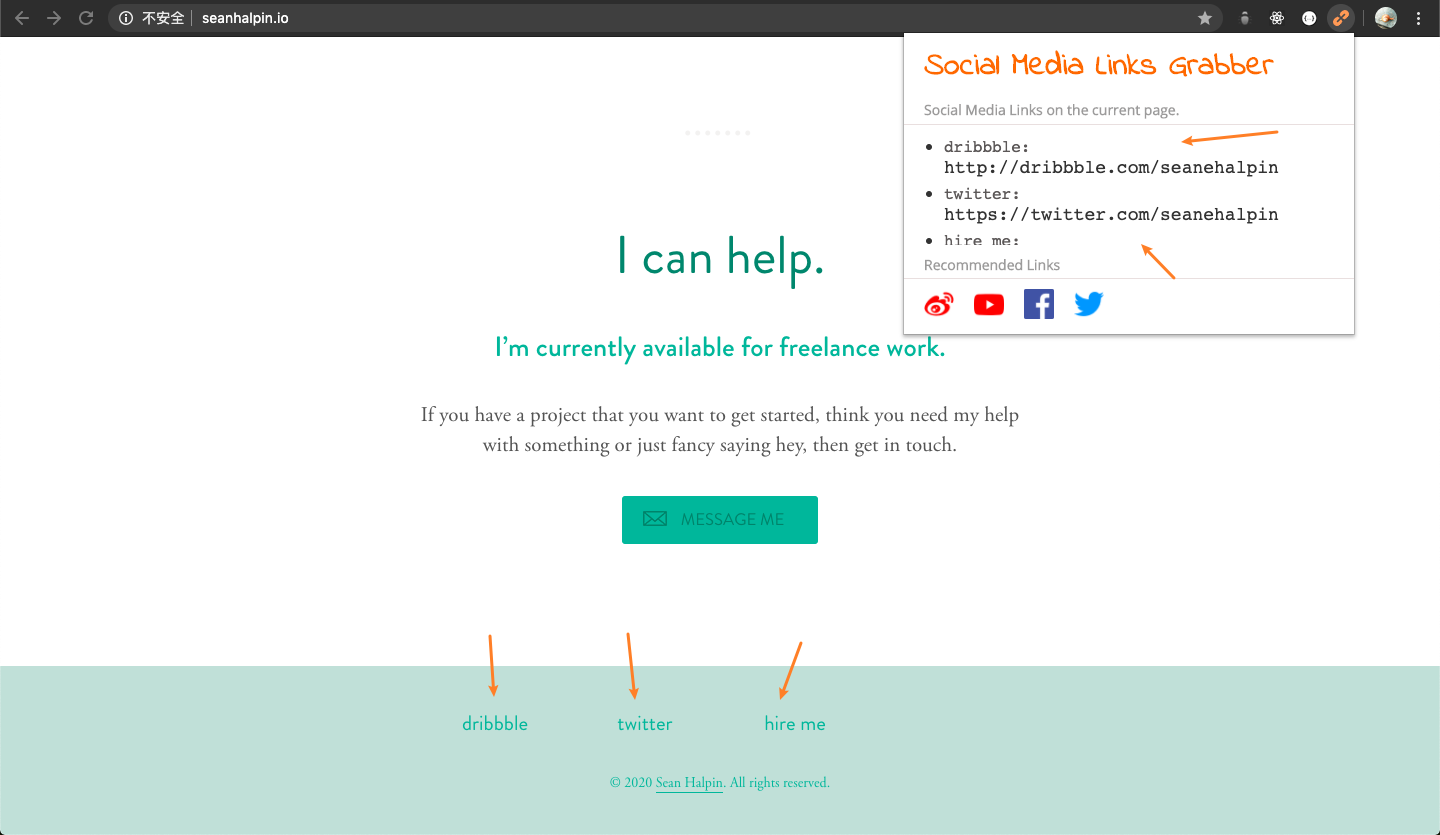 不安全
seanhalpin.io
Social Media Links Grabber
Social Media Links on the current page.
dribbble:
http://dribbble.com/seanehalpin
twitter:
https://twitter.com/seanehalpin
hire me:
Recommended Links
I can help.
I’m currently available for freelance work.
If you have a project that you want to get started, think you need my help
with something or just fancy saying hey, then get in touch.
MESSAGE ME
dribbble
twitter
hire me
© 2020 Sean Halpin. All rights reserved.